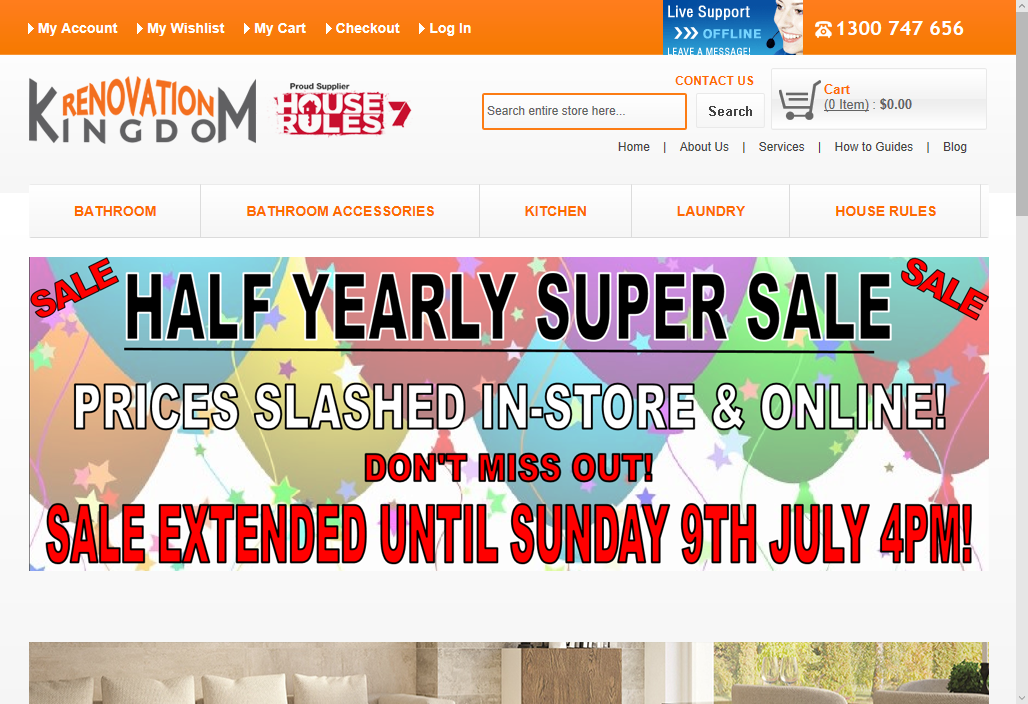 My Account My Wishlist My Cart Checkout Log In
Live Support
OFFLINE
LEAVE A MESSAGE!
1300 747 656
RENOVATION
KINGDOM
Proud Supplier
HOUSE
RULES 7
CONTACT US
Search entire store here...
Search
Cart
(0 Item) : $0.00
Home | About Us | Services | How to Guides | Blog
BATHROOM BATHROOM ACCESSORIES KITCHEN LAUNDRY HOUSE RULES
SALE
HALF YEARLY SUPER SALE
SALE
PRICES SLASHED IN-STORE & ONLINE!
DON'T MISS OUT!
SALE EXTENDED UNTIL SUNDAY 9TH JULY 4PM!